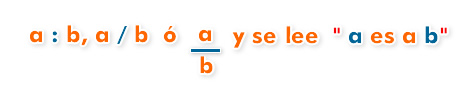 a : b, a / b ó a/b y se lee " a es a b"